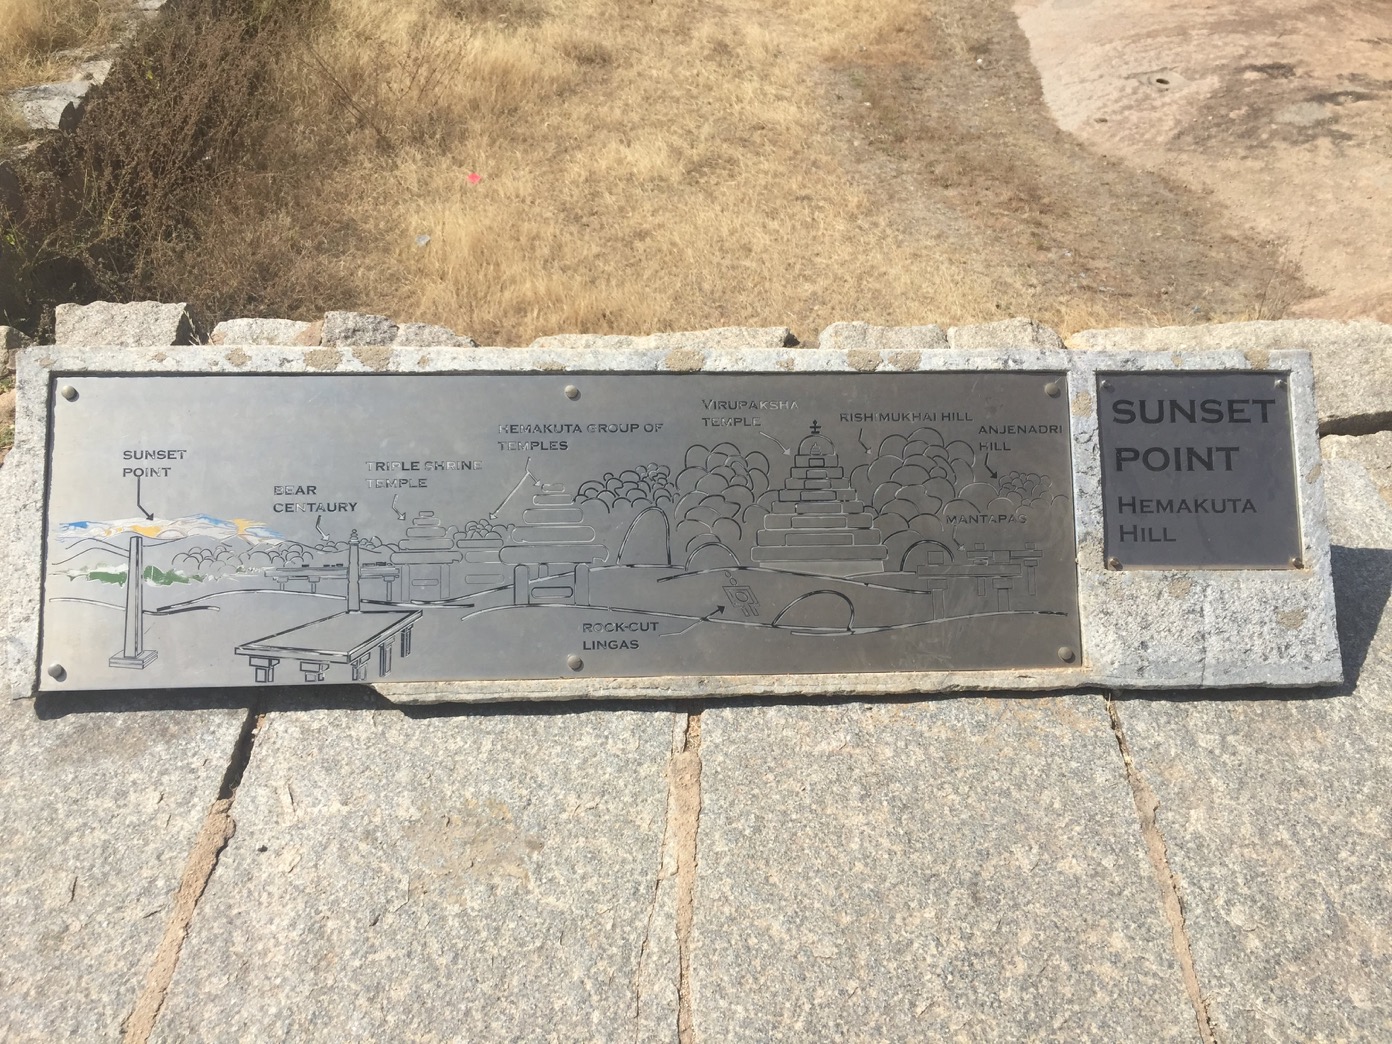 SUNSET
POINT
BEAR
CENTAURY
TRIPLE SHRINE
TEMPLE
HEMAKUTA GROUP OF
TEMPLES
VIRUPAKSHA
TEMPLE
RISHIMUKHAI HILL
ANJENADRI
HILL
MANTAPAS
ROCK-CUT
LINGAS
SUNSET
POINT
HEMAKUTA
HILL